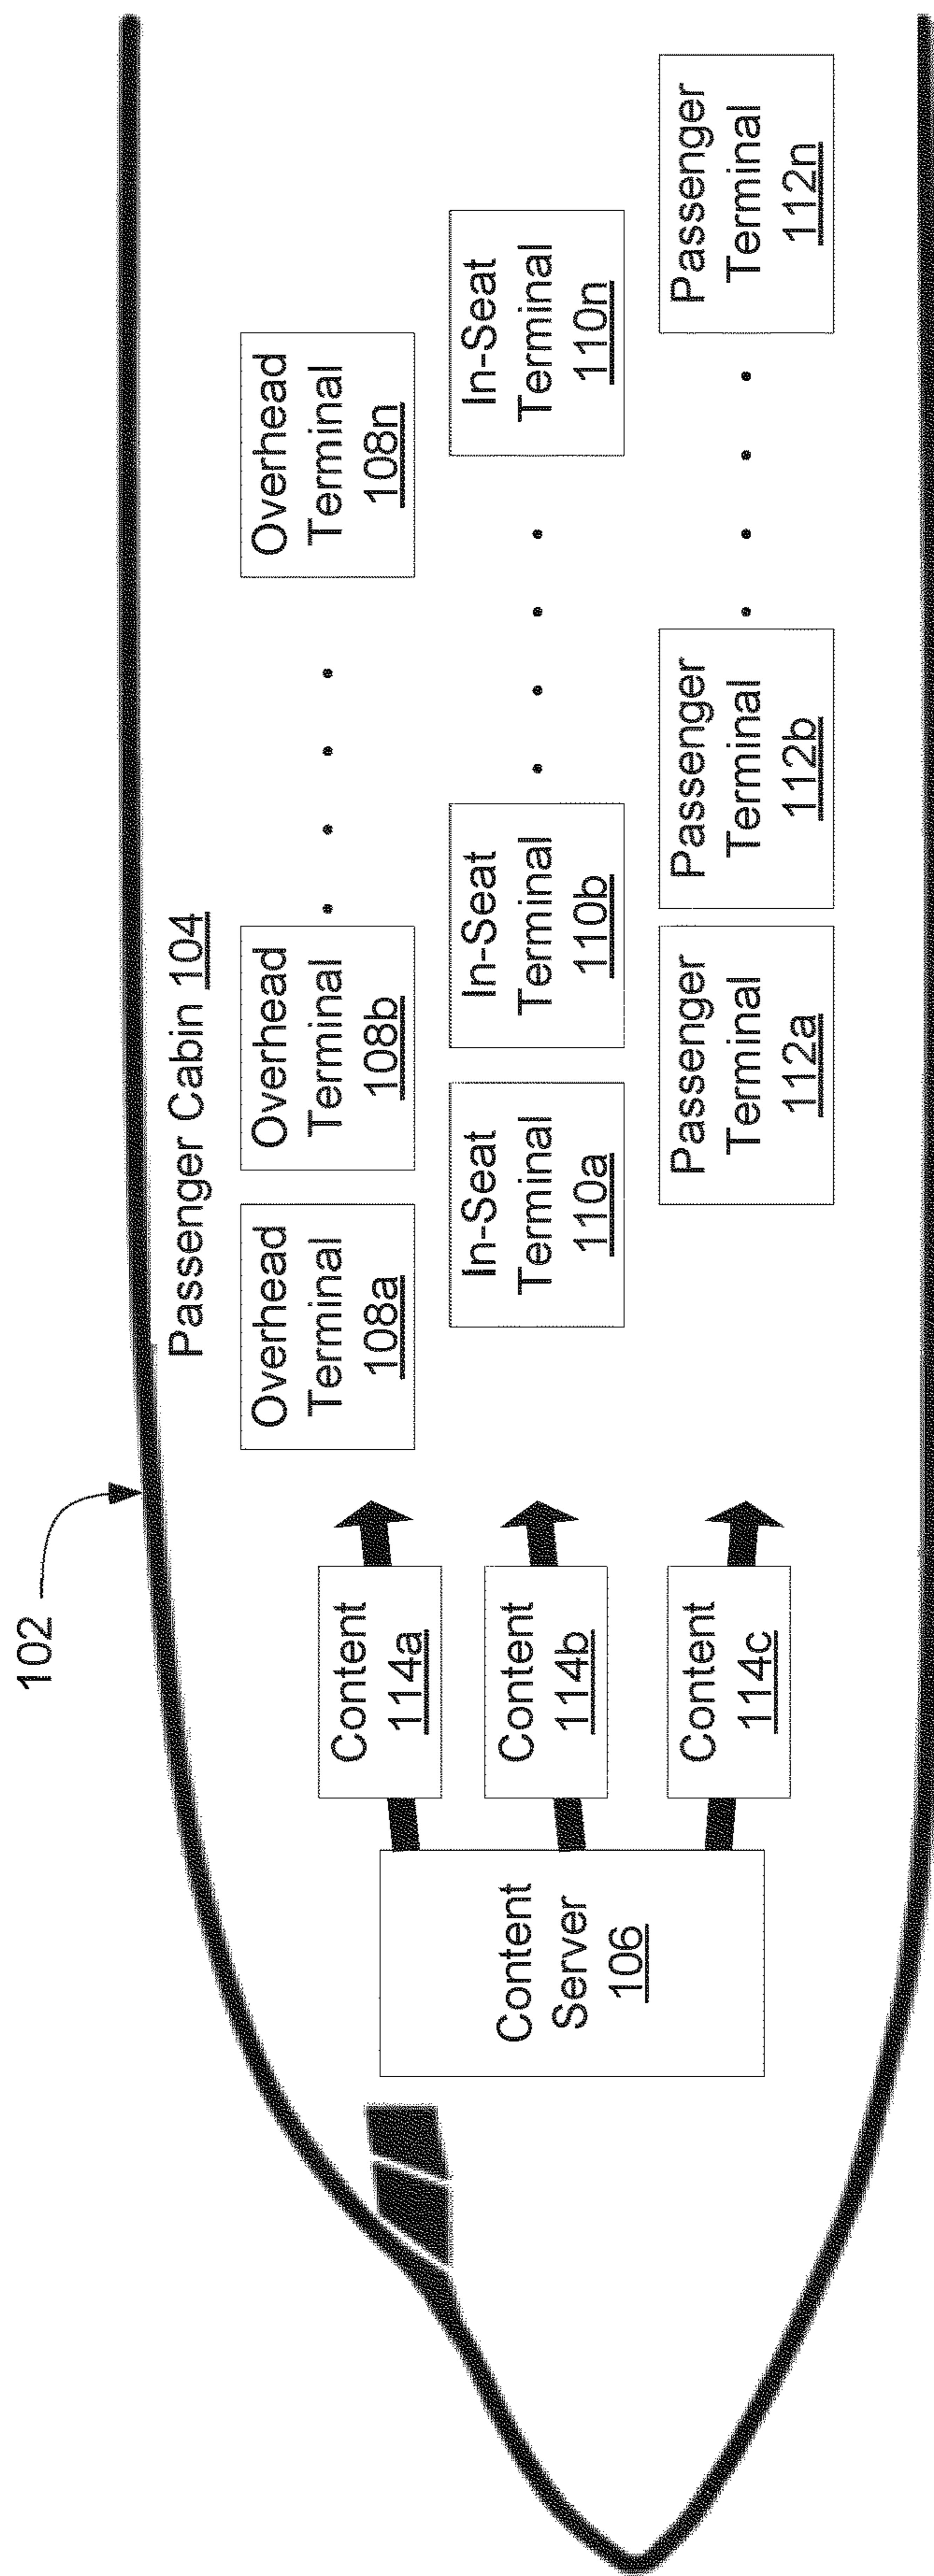 102
Passenger Cabin 104
Overhead
Terminal
108a
Overhead
Terminal
108b
Overhead
Terminal
108n
In-Seat
Terminal
110a
In-Seat
Terminal
110b
In-Seat
Terminal
110n
Passenger
Terminal
112a
Passenger
Terminal
112b
Passenger
Terminal
112n
Content
114a
Content
114b
Content
114c
Content
Server
106